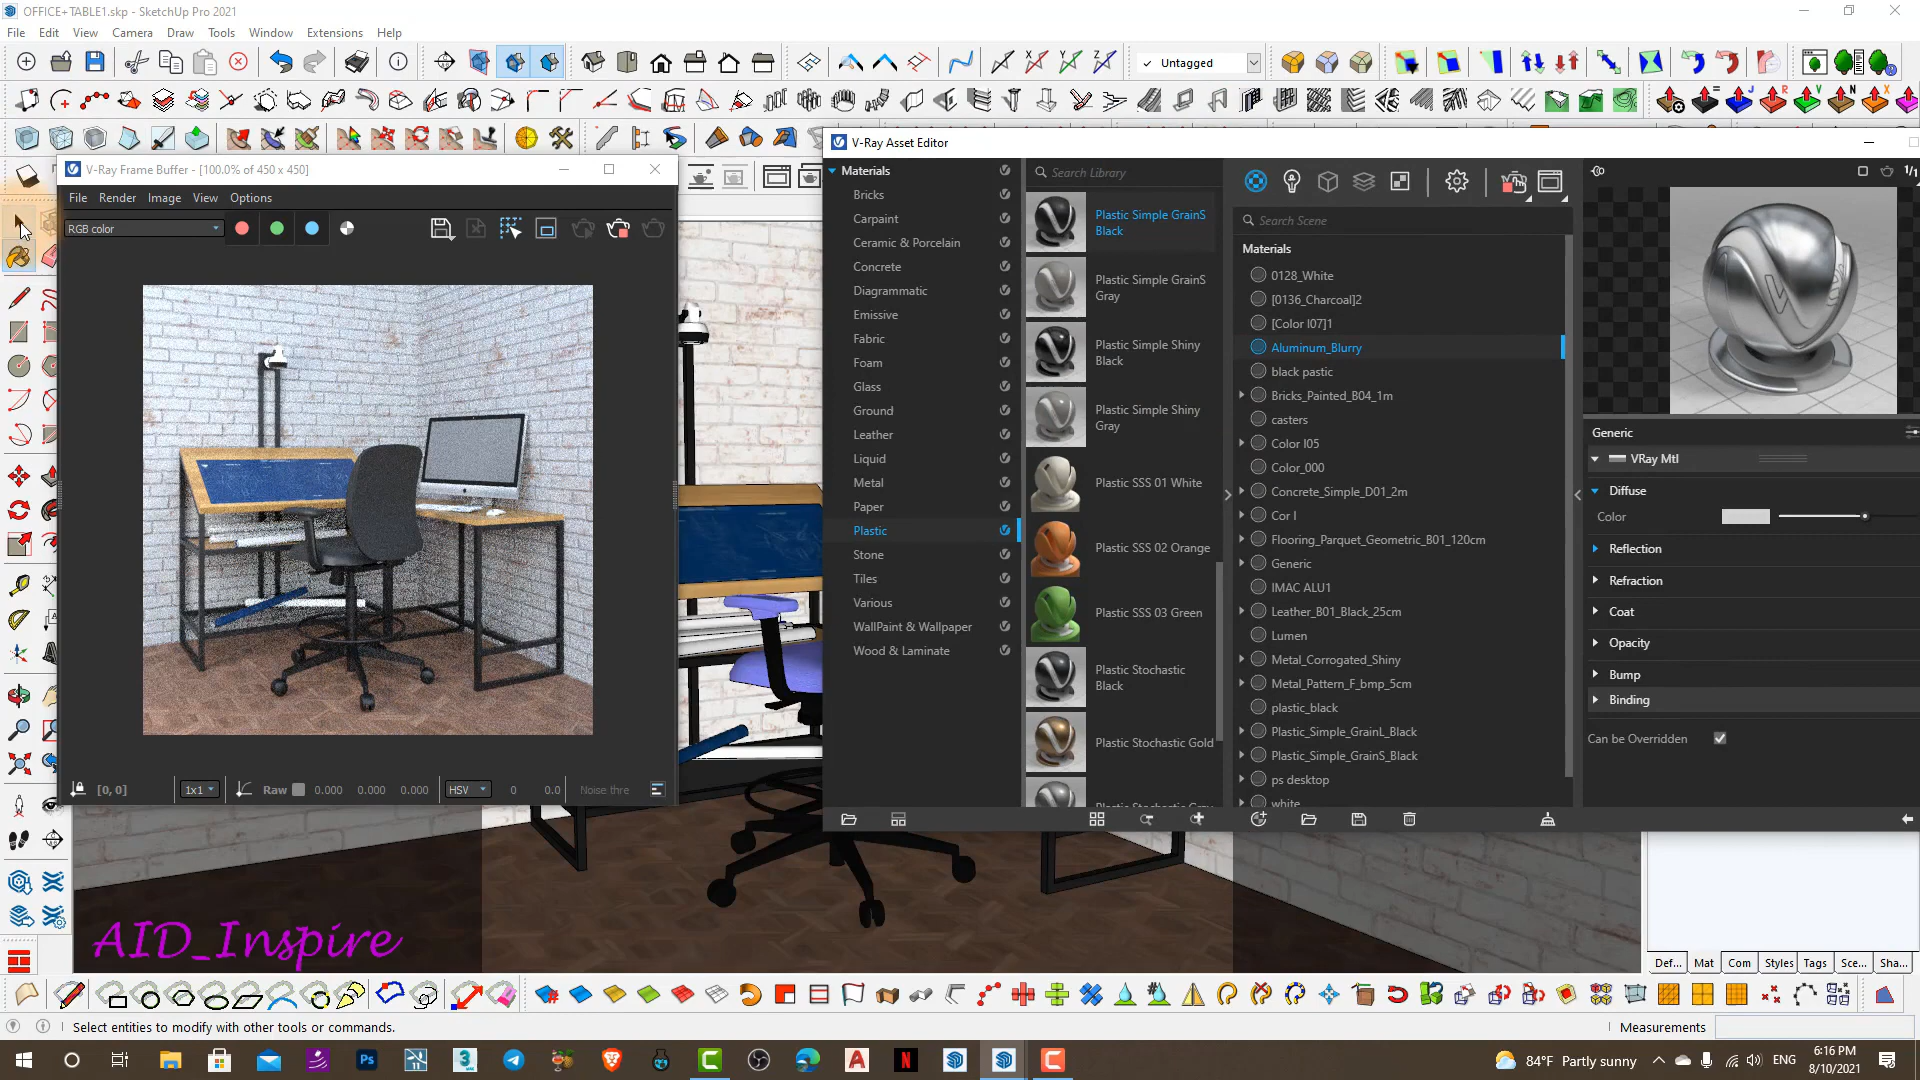 OFFICE+TABLE1.skp - SketchUp Pro 2021
File Edit View Camera Draw Tools Window Extensions Help
Untagged
V-Ray Frame Buffer - [100.0% of 450 x 450]
File Render Image View Options
RGB color
[0, 0]
1x1
Raw
0.000 0.000 0.000
HSV
0 0.0
Noise thre
V-Ray Asset Editor
Materials
Bricks
Carpaint
Ceramic & Porcelain
Concrete
Diagrammatic
Emissive
Fabric
Foam
Glass
Ground
Leather
Liquid
Metal
Paper
Plastic
Stone
Tiles
Various
WallPaint & Wallpaper
Wood & Laminate
Search Library
Plastic Simple GrainS
Black
Plastic Simple GrainS
Gray
Plastic Simple Shiny
Black
Plastic Simple Shiny
Gray
Plastic SSS 01 White
Plastic SSS 02 Orange
Plastic SSS 03 Green
Plastic Stochastic
Black
Plastic Stochastic Gold
Search Scene
Materials
0128_White
[0136_Charcoal]2
[Color I07]1
Aluminum_Blurry
black pastic
Bricks_Painted_B04_1m
casters
Color I05
Color_000
Concrete_Simple_D01_2m
Cor I
Flooring_Parquet_Geometric_B01_120cm
Generic
IMAC ALU1
Leather_B01_Black_25cm
Lumen
Metal_Corrogated_Shiny
Metal_Pattern_F_bmp_5cm
plastic_black
Plastic_Simple_GrainL_Black
Plastic_Simple_GrainS_Black
ps desktop
white
1/1
Generic
VRay Mtl
Diffuse
Color
Reflection
Refraction
Coat
Opacity
Bump
Binding
Can be Overridden
AID_Inspire
Def... Mat Com Styles Tags Sce... Sha...
Select entities to modify with other tools or commands.
Measurements
84°F Partly sunny
ENG
6:16 PM
8/10/2021